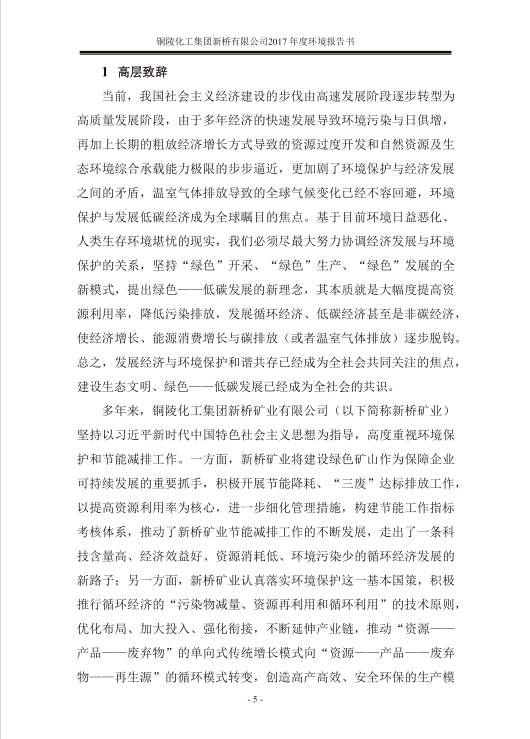 铜陵化工集团新桥有限公司2017 年度环境报告书
1 高层致辞
当前，我国社会主义经济建设的步伐由高速发展阶段逐步转型为
高质量发展阶段，由于多年经济的快速发展导致环境污染与日俱增，
再加上长期的粗放经济增长方式导致的资源过度开发和自然资源及生
态环境综合承载能力极限的步步逼近，更加剧了环境保护与经济发展
之间的矛盾，温室气体排放导致的全球气候变化已经不容回避，环境
保护与发展低碳经济成为全球瞩目的焦点。基于目前环境日益恶化、
人类生存环境堪忧的现实，我们必须尽最大努力协调经济发展与环境
保护的关系，坚持“绿色”开采、“绿色”生产、“绿色”发展的全
新模式，提出绿色——低碳发展的新理念，其本质就是大幅度提高资
源利用率，降低污染排放，发展循环经济、低碳经济甚至是非碳经济，
使经济增长、能源消费增长与碳排放（或者温室气体排放）逐步脱钩。
总之，发展经济与环境保护和谐共存已经成为全社会共同关注的焦点，
建设生态文明、绿色——低碳发展已经成为全社会的共识。
多年来，铜陵化工集团新桥矿业有限公司（以下简称新桥矿业）
坚持以习近平新时代中国特色社会主义思想为指导，高度重视环境保
护和节能减排工作。一方面，新桥矿业将建设绿色矿山作为保障企业
可持续发展的重要抓手，积极开展节能降耗、“三废”达标排放工作，
以提高资源利用率为核心，进一步细化管理措施，构建节能工作指标
考核体系，推动了新桥矿业节能减排工作的不断发展，走出了一条科
技含量高、经济效益好、资源消耗低、环境污染少的循环经济发展的
新路子；另一方面，新桥矿业认真落实环境保护这一基本国策，积极
推行循环经济的“污染物减量、资源再利用和循环利用”的技术原则，
优化布局、加大投入、强化衔接，不断延伸产业链，推动“资源——
产品——废弃物”的单向式传统增长模式向“资源——产品——废弃
物——再生源”的循环模式转变，创造高产高效、安全环保的生产模
- 5 -